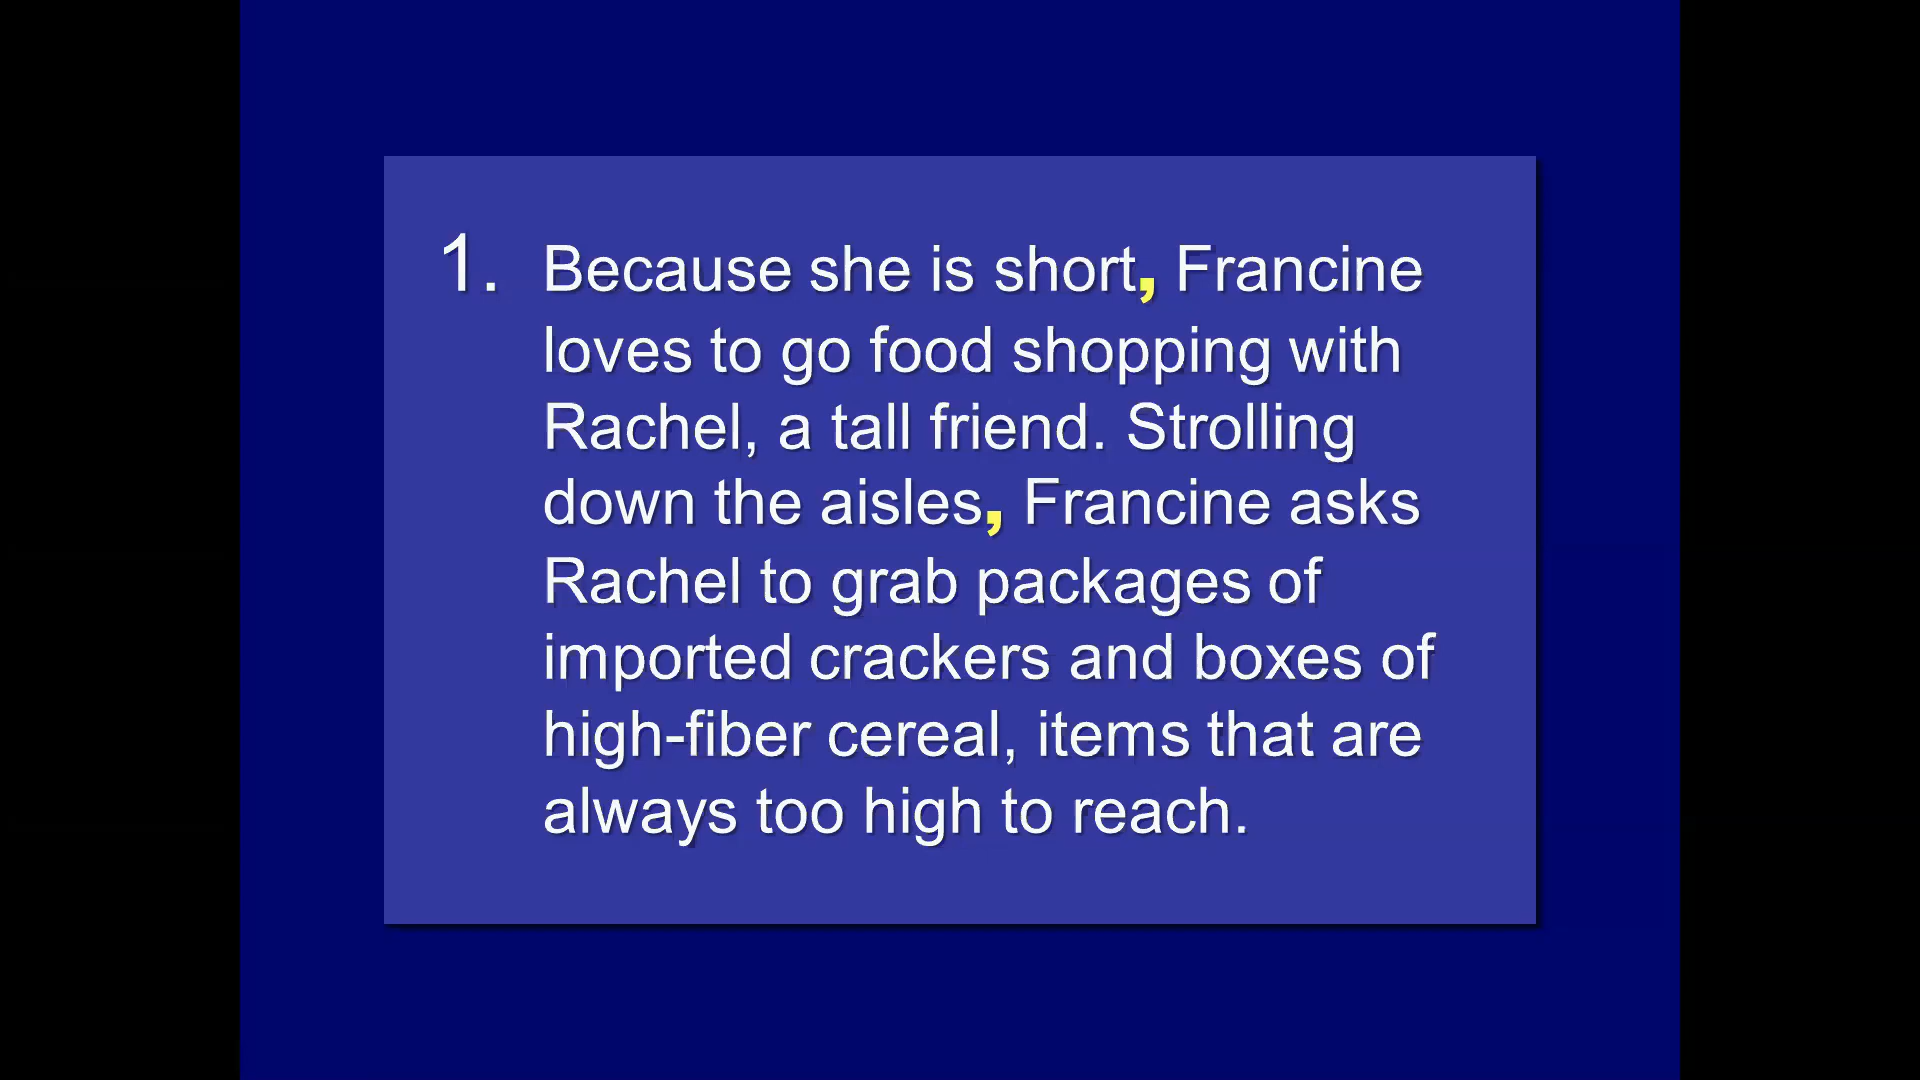 1. Because she is short, Francine
loves to go food shopping with
Rachel, a tall friend. Strolling
down the aisles, Francine asks
Rachel to grab packages of
imported crackers and boxes of
high-fiber cereal, items that are
always too high to reach.